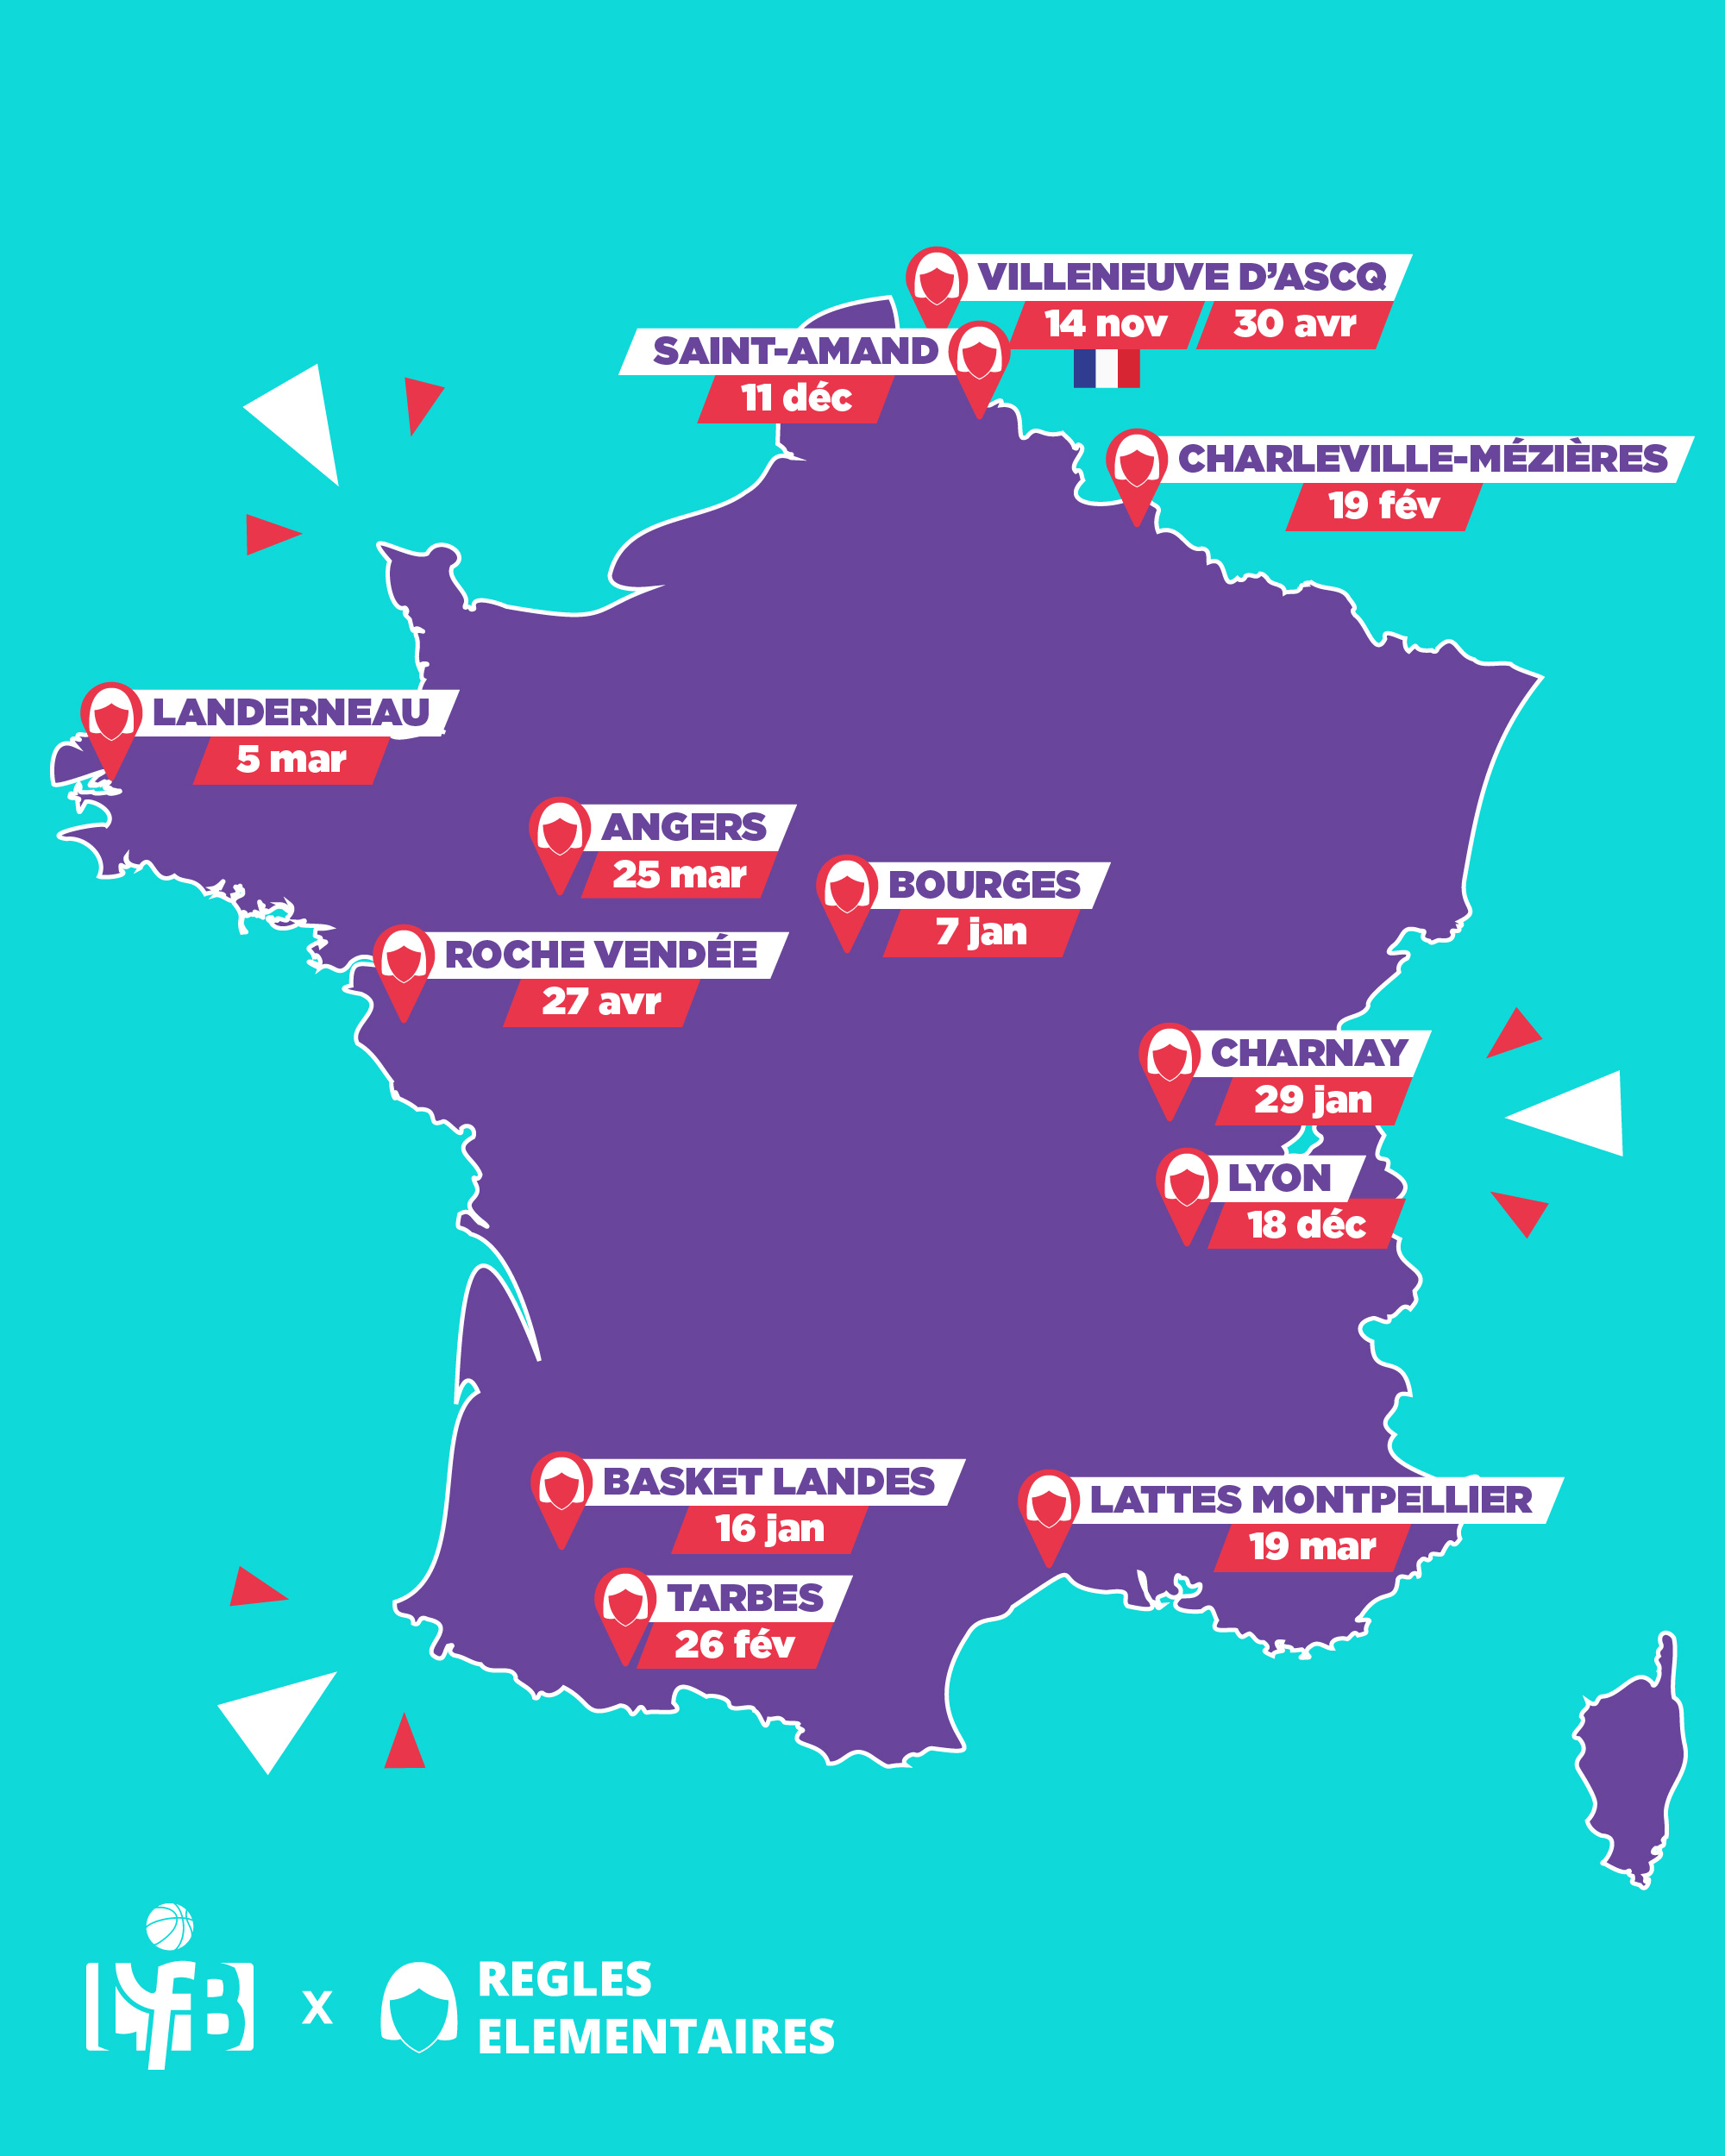 VILLENEUVE D'ASCQ
14 nov 30 avr
SAINT-AMAND
11 déc
CHARLEVILLE-MÉZIÈRES
19 fév
LANDERNEAU
5 mar
ANGERS
25 mar
BOURGES
7 jan
ROCHE VENDÉE
27 avr
CHARNAY
29 jan
LYON
18 déc
BASKET LANDES
16 jan
LATTES MONTPELLIER
19 mar
TARBES
26 fév
LFB x REGLES
ELEMENTAIRES